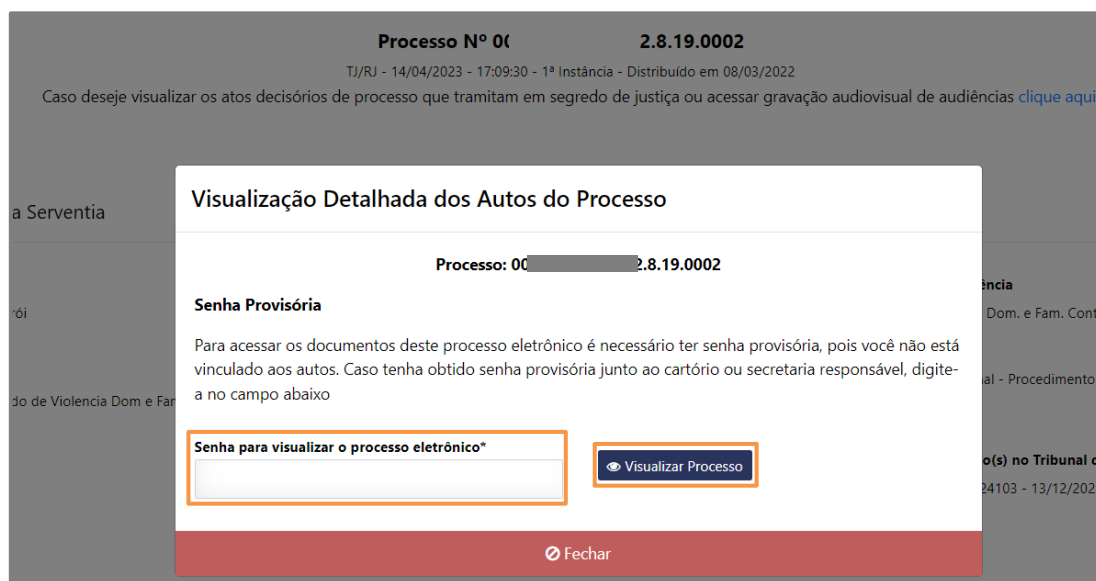 Processo Nº 00 2.8.19.0002
TJ/RJ - 14/04/2023 - 17:09:30 - 1ª Instância - Distribuído em 08/03/2022
Caso deseje visualizar os atos decisórios de processo que tramitam em segredo de justiça ou acessar gravação audiovisual de audiências clique aqui
a Serventia
Visualização Detalhada dos Autos do Processo
Processo: 00 2.8.19.0002
Senha Provisória
ência
rói
Dom. e Fam. Cont
Para acessar os documentos deste processo eletrônico é necessário ter senha provisória, pois você não está
vinculado aos autos. Caso tenha obtido senha provisória junto ao cartório ou secretaria responsável, digite-
a no campo abaixo
al - Procedimento
do de Violencia Dom e Far
Senha para visualizar o processo eletrônico*
Visualizar Processo
o(s) no Tribunal d
24103 - 13/12/202
Fechar